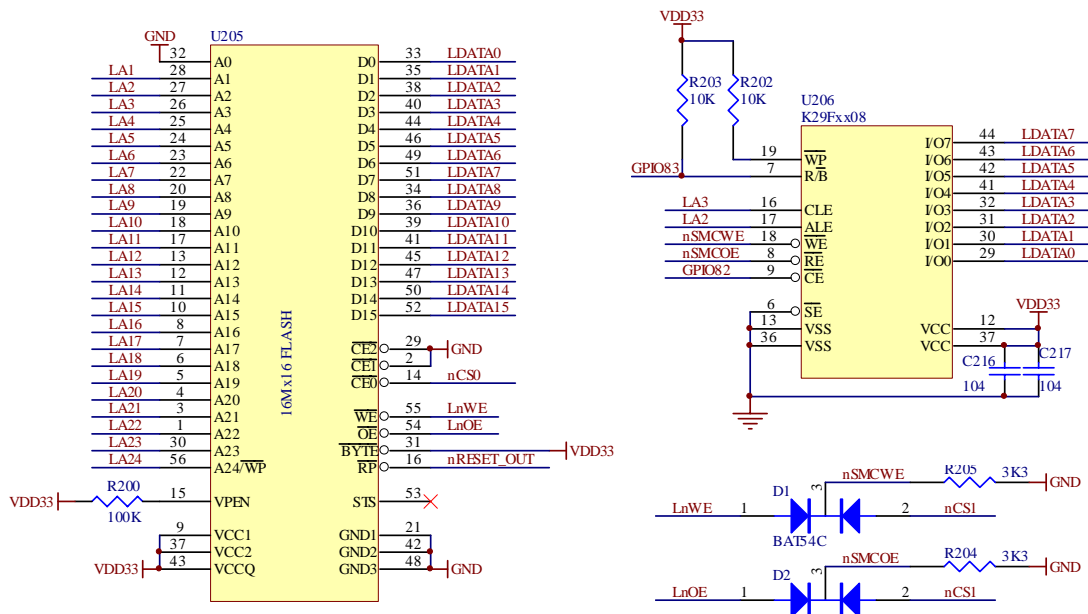 U205
GND 32 A0 D0 33 LDATA0
LA1 28 A1 D1 35 LDATA1
LA2 27 A2 D2 38 LDATA2
LA3 26 A3 D3 40 LDATA3
LA4 25 A4 D4 44 LDATA4
LA5 24 A5 D5 46 LDATA5
LA6 23 A6 D6 49 LDATA6
LA7 22 A7 D7 51 LDATA7
LA8 20 A8 D8 34 LDATA8
LA9 19 A9 D9 36 LDATA9
LA10 18 A10 D10 39 LDATA10
LA11 17 A11 D11 41 LDATA11
LA12 13 A12 D12 45 LDATA12
LA13 12 A13 D13 47 LDATA13
LA14 11 A14 D14 50 LDATA14
LA15 10 A15 D15 52 LDATA15
LA16 8 A16
LA17 7 A17 CE2 29 GND
LA18 6 A18 CE1 2
LA19 5 A19 CE0 14 nCS0
LA20 4 A20
LA21 3 A21 WE 55 LnWE
LA22 1 A22 OE 54 LnOE
LA23 30 A23 BYTE 31 VDD33
LA24 56 A24/WP RP 16 nRESET_OUT
16Mx16 FLASH
VDD33 R200 100K 15 VPEN STS 53
9 VCC1 GND1 21
37 VCC2 GND2 42
VDD33 43 VCCQ GND3 48 GND
VDD33
R203 10K
R202 10K
U206
K29Fxx08
I/O7 44 LDATA7
19 WP I/O6 43 LDATA6
GPIO83 7 R/B I/O5 42 LDATA5
I/O4 41 LDATA4
LA3 16 CLE I/O3 32 LDATA3
LA2 17 ALE I/O2 31 LDATA2
nSMCWE 18 WE I/O1 30 LDATA1
nSMCOE 8 RE I/O0 29 LDATA0
GPIO82 9 CE
6 SE VDD33
13 VSS VCC 12
36 VSS VCC 37
C216 104
C217 104
nSMCWE R205 3K3 GND
D1 3
LnWE 1 2 nCS1
BAT54C
nSMCOE R204 3K3 GND
D2 3
LnOE 1 2 nCS1